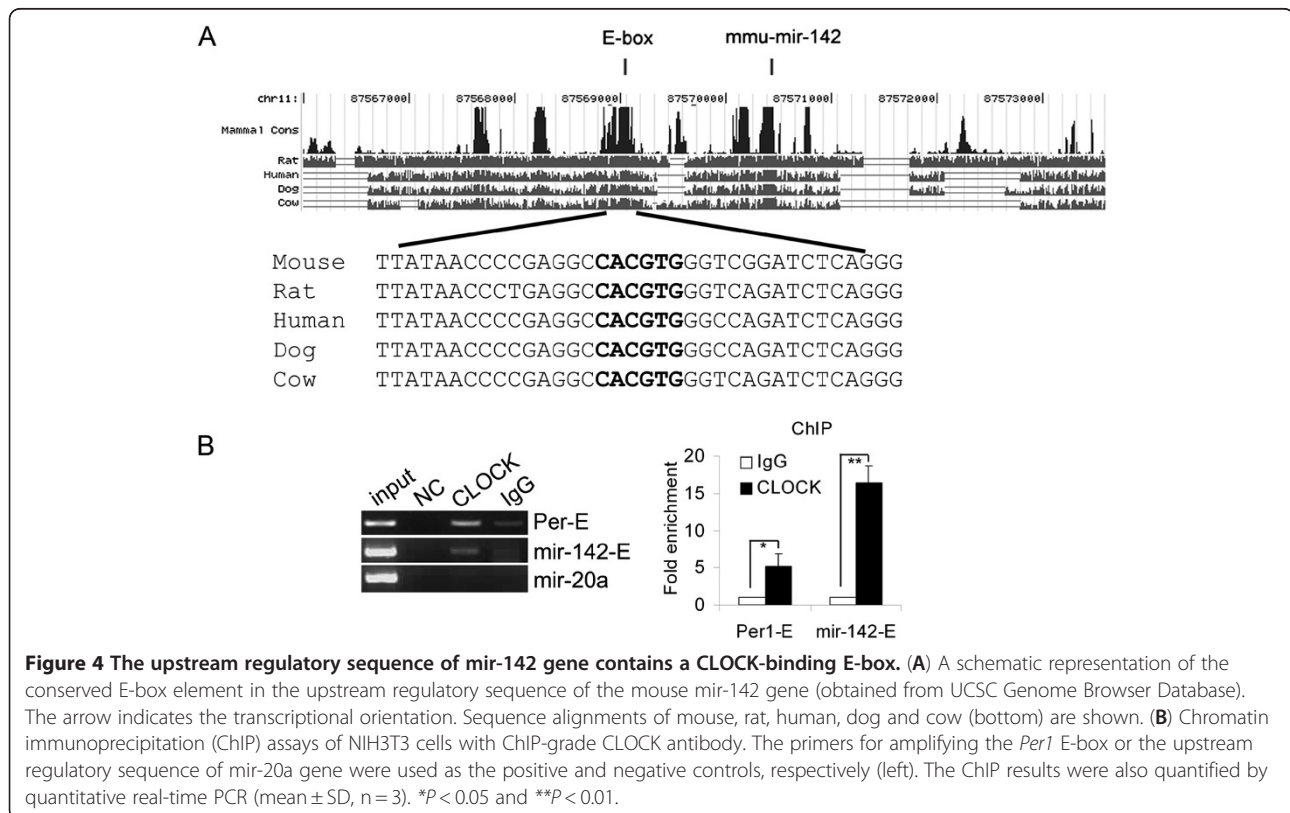 A
E-box mmu-mir-142
chr11: 87567000 87568000 87569000 87570000 87571000 87572000 87573000
Mammal Cons
Rat
Human
Dog
Cow
Mouse TTATAACCCCGAGGCCACGTGGGTCGGATCTCAGGG
Rat TTATAACCCTGAGGCCACGTGGGTCAGATCTCAGGG
Human TTATAACCCCGAGGCCACGTGGGCCAGATCTCAGGG
Dog TTATAACCCCGAGGCCACGTGGGCCAGATCTCAGGG
Cow TTATAACCCCGAGGCCACGTGGGTCAGATCTCAGGG
B
input NC CLOCK IgG
Per-E
mir-142-E
mir-20a
ChIP
Fold enrichment
20
15
10
5
0
IgG
CLOCK
*
**
Per1-E mir-142-E
Figure 4 The upstream regulatory sequence of mir-142 gene contains a CLOCK-binding E-box. (A) A schematic representation of the
conserved E-box element in the upstream regulatory sequence of the mouse mir-142 gene (obtained from UCSC Genome Browser Database).
The arrow indicates the transcriptional orientation. Sequence alignments of mouse, rat, human, dog and cow (bottom) are shown. (B) Chromatin
immunoprecipitation (ChIP) assays of NIH3T3 cells with ChIP-grade CLOCK antibody. The primers for amplifying the Per1 E-box or the upstream
regulatory sequence of mir-20a gene were used as the positive and negative controls, respectively (left). The ChIP results were also quantified by
quantitative real-time PCR (mean ± SD, n = 3). *P < 0.05 and **P < 0.01.